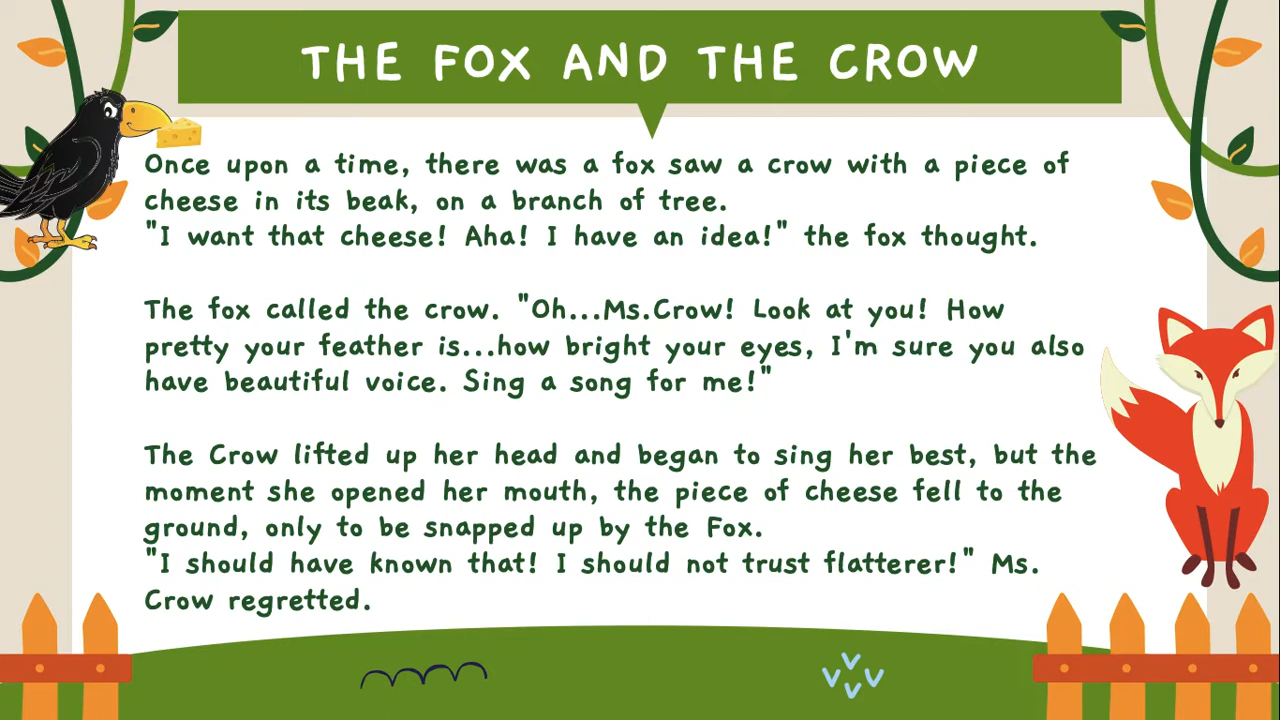 THE FOX AND THE CROW
Once upon a time, there was a fox saw a crow with a piece of
cheese in its beak, on a branch of tree.
"I want that cheese! Aha! I have an idea!" the fox thought.
The fox called the crow. "Oh...Ms.Crow! Look at you! How
pretty your feather is...how bright your eyes, I'm sure you also
have beautiful voice. Sing a song for me!"
The Crow lifted up her head and began to sing her best, but the
moment she opened her mouth, the piece of cheese fell to the
ground, only to be snapped up by the Fox.
"I should have known that! I should not trust flatterer!" Ms.
Crow regretted.